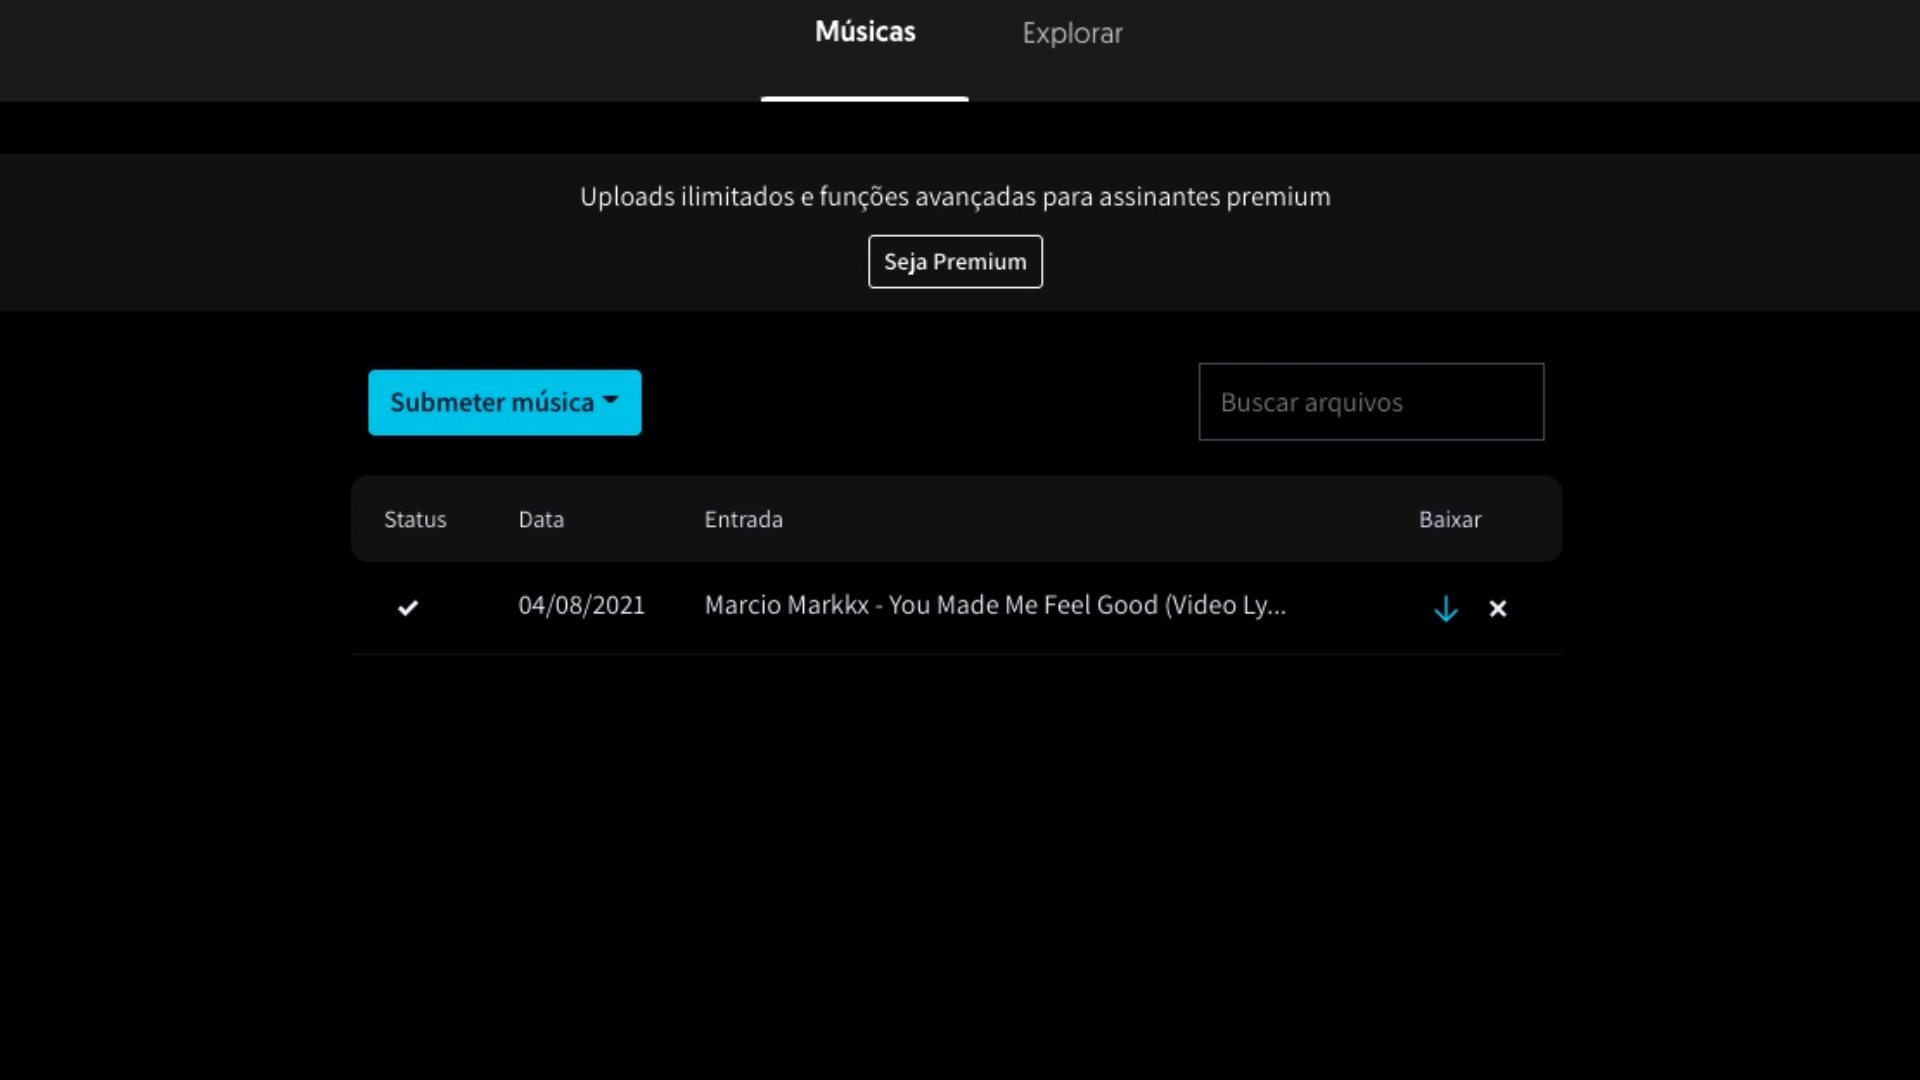 Músicas Explorar
Uploads ilimitados e funções avançadas para assinantes premium
Seja Premium
Submeter música
Buscar arquivos
Status Data Entrada Baixar
04/08/2021 Marcio Markkx - You Made Me Feel Good (Video Ly...